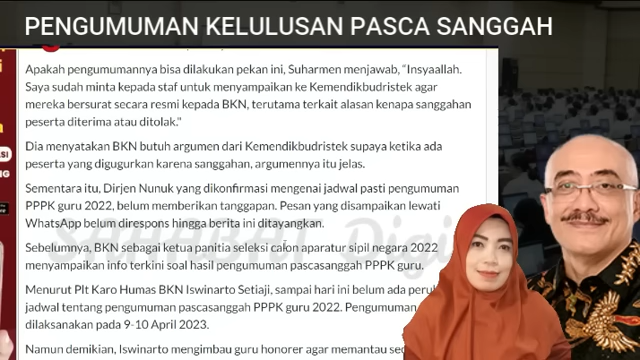 PENGUMUMAN KELULUSAN PASCA SANGGAH
Apakah pengumumannya bisa dilakukan pekan ini, Suharmen menjawab, "Insyaallah.
Saya sudah minta kepada staf untuk menyampaikan ke Kemendikbudristek agar
mereka bersurat secara resmi kepada BKN, terutama terkait alasan kenapa sanggahan
peserta diterima atau ditolak."
Dia menyatakan BKN butuh argumen dari Kemendikbudristek supaya ketika ada
peserta yang digugurkan karena sanggahan, argumennya itu jelas.
Sementara itu, Dirjen Nunuk yang dikonfirmasi mengenai jadwal pasti pengumuman
PPPK guru 2022, belum memberikan tanggapan. Pesan yang disampaikan lewati
WhatsApp belum direspons hingga berita ini ditayangkan.
Sebelumnya, BKN sebagai ketua panitia seleksi calon aparatur sipil negara 2022
menyampaikan info terkini soal hasil pengumuman pascasanggah PPPK guru.
Menurut Plt Karo Humas BKN Iswinarto Setiaji, sampai hari ini belum ada
jadwal tentang pengumuman pascasanggah PPPK guru 2022. Pengumuman
dilaksanakan pada 9-10 April 2023.
Namun demikian, Iswinarto mengimbau guru honorer agar memantau